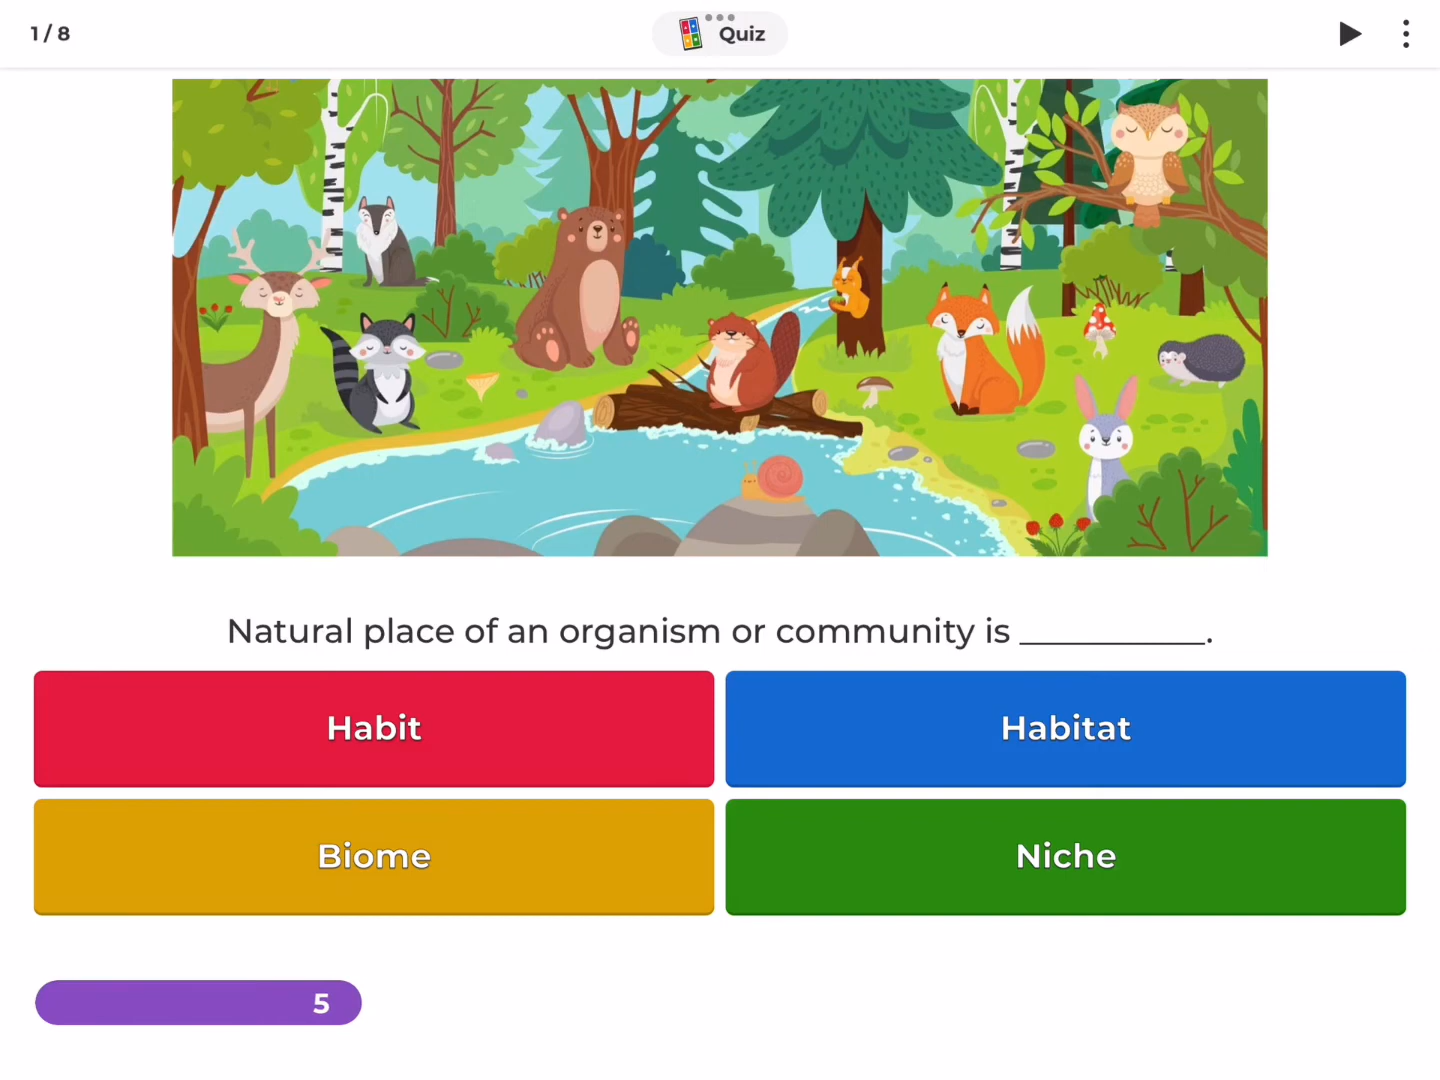 1 / 8
Quiz
Natural place of an organism or community is ___________.
Habit
Habitat
Biome
Niche
5